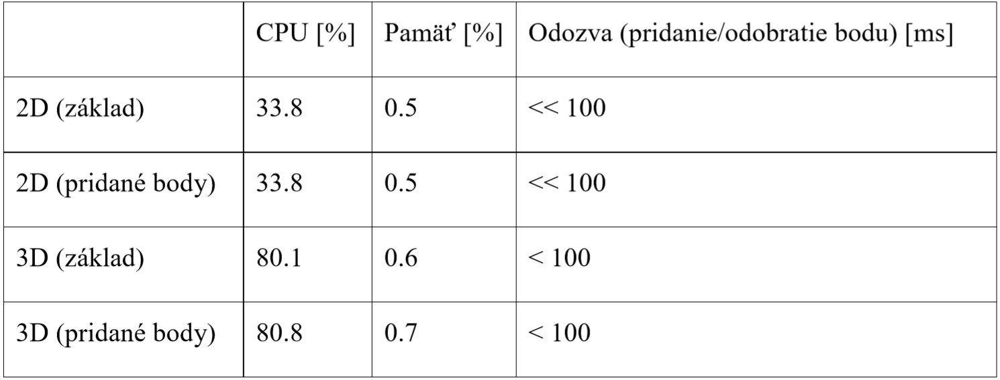 CPU [%] Pamäť [%] Odozva (pridanie/odobratie bodu) [ms]
2D (základ) 33.8 0.5 << 100
2D (pridané body) 33.8 0.5 << 100
3D (základ) 80.1 0.6 < 100
3D (pridané body) 80.8 0.7 < 100